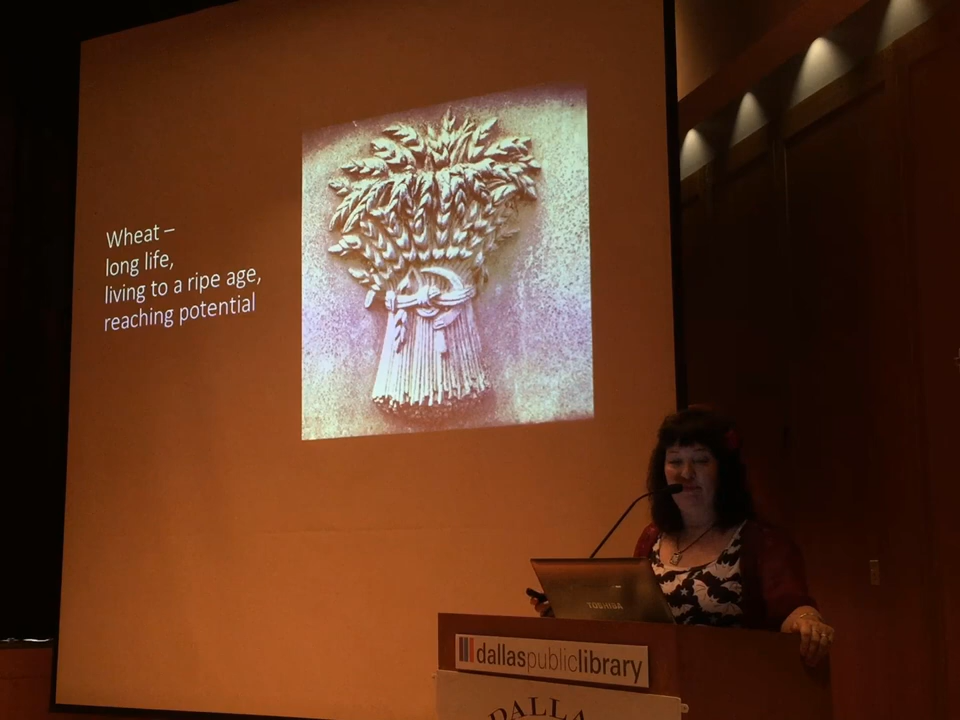 Wheat –
long life,
living to a ripe age,
reaching potential
TOSHIBA
dallaspubliclibrary